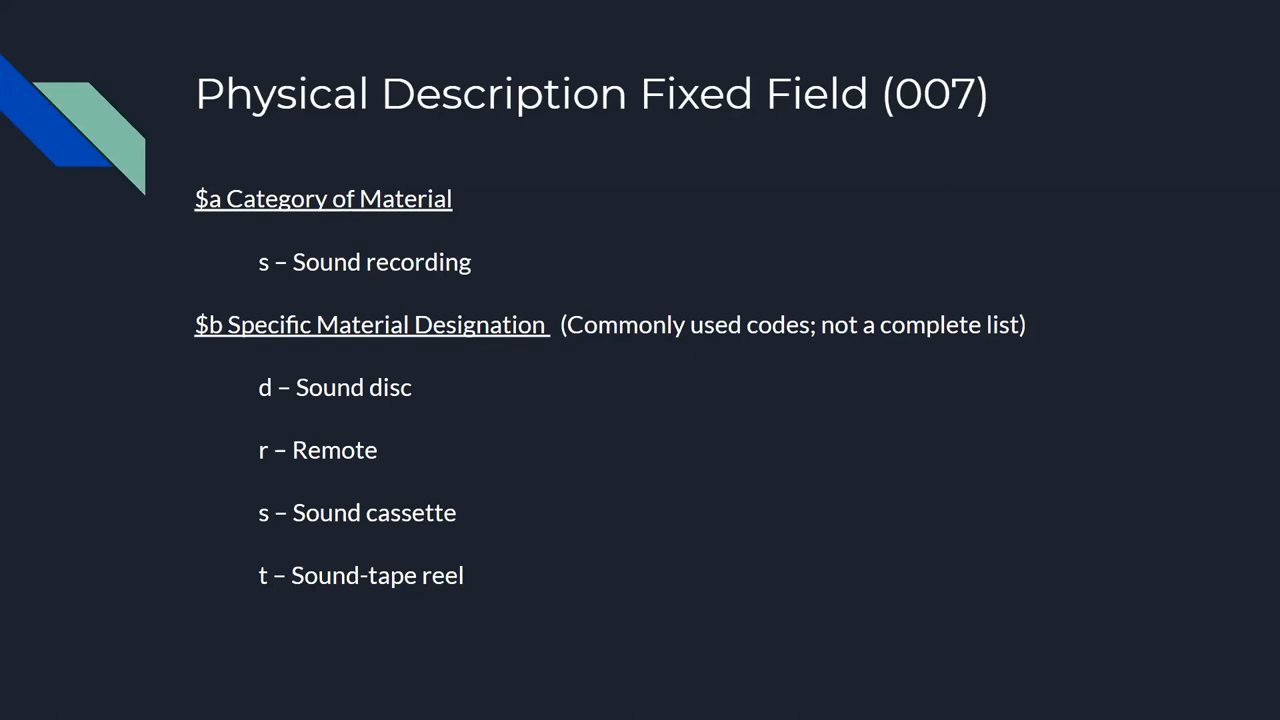 Physical Description Fixed Field (007)
$a Category of Material
s – Sound recording
$b Specific Material Designation (Commonly used codes; not a complete list)
d – Sound disc
r – Remote
s – Sound cassette
t – Sound-tape reel